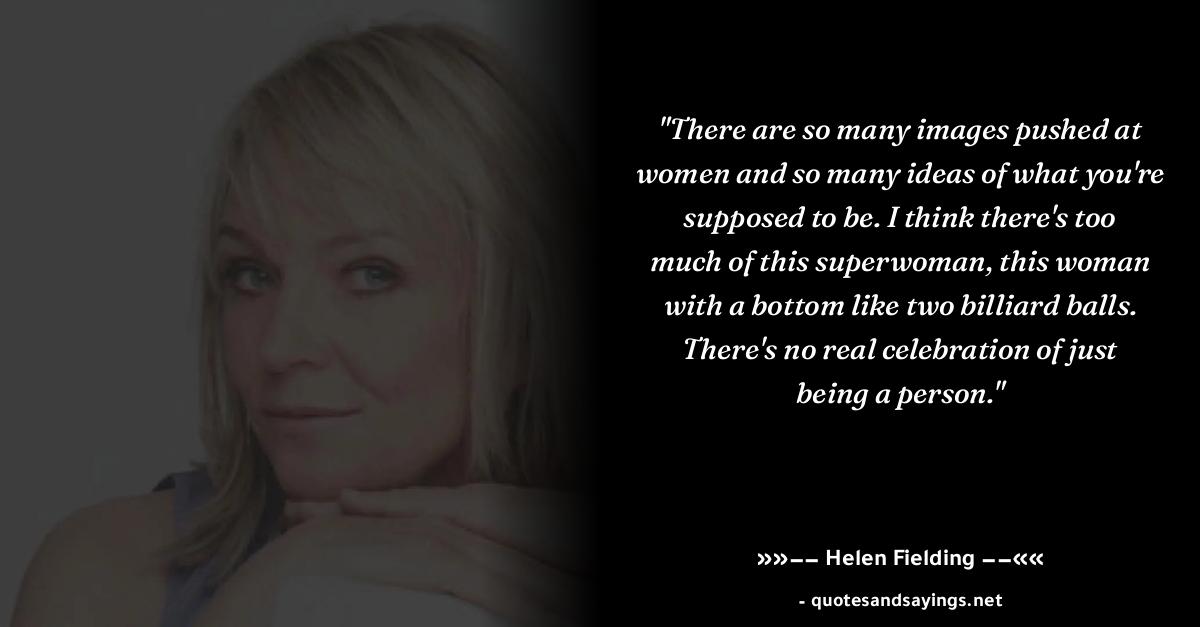 "There are so many images pushed at
women and so many ideas of what you're
supposed to be. I think there's too
much of this superwoman, this woman
with a bottom like two billiard balls.
There's no real celebration of just
being a person."
»»—— Helen Fielding ——««
- quotesandsayings.net